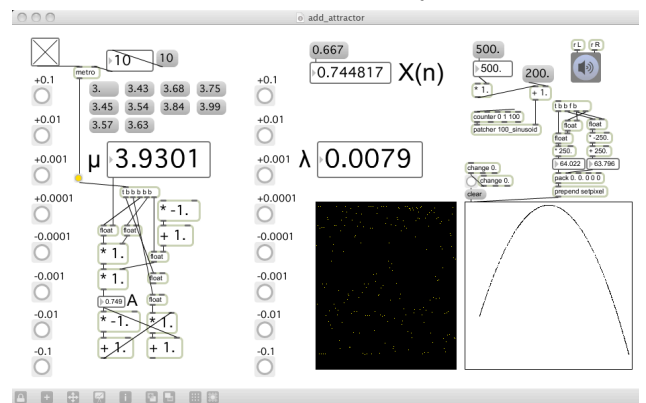 add_attractor
10
10
metro
0.667
0.744817
X(n)
500.
500.
200.
* 1.
+ 1.
r L
r R
+0.1
+0.01
+0.001
+0.0001
-0.0001
-0.001
-0.01
-0.1
3.
3.43
3.68
3.75
3.45
3.54
3.84
3.99
3.57
3.63
μ
3.9301
t b b b b b
* -1.
+ 1.
float
float
float
* 1.
float
* 1.
float
0.749
A
float
* -1.
* 1.
+ 1.
+ 1.
+0.1
+0.01
+0.001
+0.0001
-0.0001
-0.001
-0.01
-0.1
λ
0.0079
counter 0 1 100
patcher 100_sinusoid
t b b f b
float
float
float
* -250.
* 250.
+ 250.
64.022
63.796
change 0.
change 0.
pack 0. 0. 0 0 0
clear
prepend setpixel